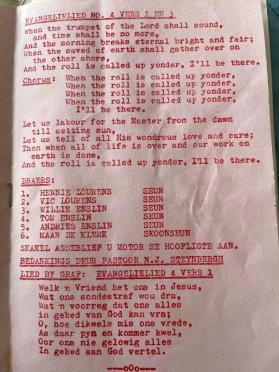 EVANGELIELIED NO. 4 VERS 1 EN 3
When the trumpet of the Lord shall sound,
and time shall be no more,
And the morning breaks eternal bright and fair;
When the saved of earth shall gather over on
the other shore,
And the roll is called up yonder, I'll be there.
Chorus: When the roll is called up yonder,
When the roll is called up yonder,
When the roll is called up yonder,
When the roll is called up yonder,
I'll be there.
Let us labour for the Master from the dawn
till setting sun,
Let us tell of all His wondrous love and care;
Then when all of life is over and our work on
earth is done,
And the roll is called up yonder, I'll be there.
DRAERS:
1. HENNIE LOURENS SEUN
2. VIC LOURENS SEUN
3. WILLIE ENSLIN SEUN
4. TOM ENSLIN SEUN
5. ANDRIES ENSLIN SEUN
6. DAAN DE KLERK SKOONSEUN
SKAKEL ASSEBLIEF U MOTOR SE HOOFLIGTE AAN.
BEDANKINGS DEUR PASTOOR N.J. STEYNBERGH
LIED BY GRAF: EVANGELIELIED 4 VERS 1
Welk 'n Vriend het ons in Jesus,
Wat ons sondestraf wou dra,
Wat 'n voorreg dat ons alles
in gebed van God kan vra;
O, hoe dikwels mis ons vrede,
As daar pyn en kommer kwel,
Oor ons nie gelowig alles
In gebed aan God vertel.
---o0o---